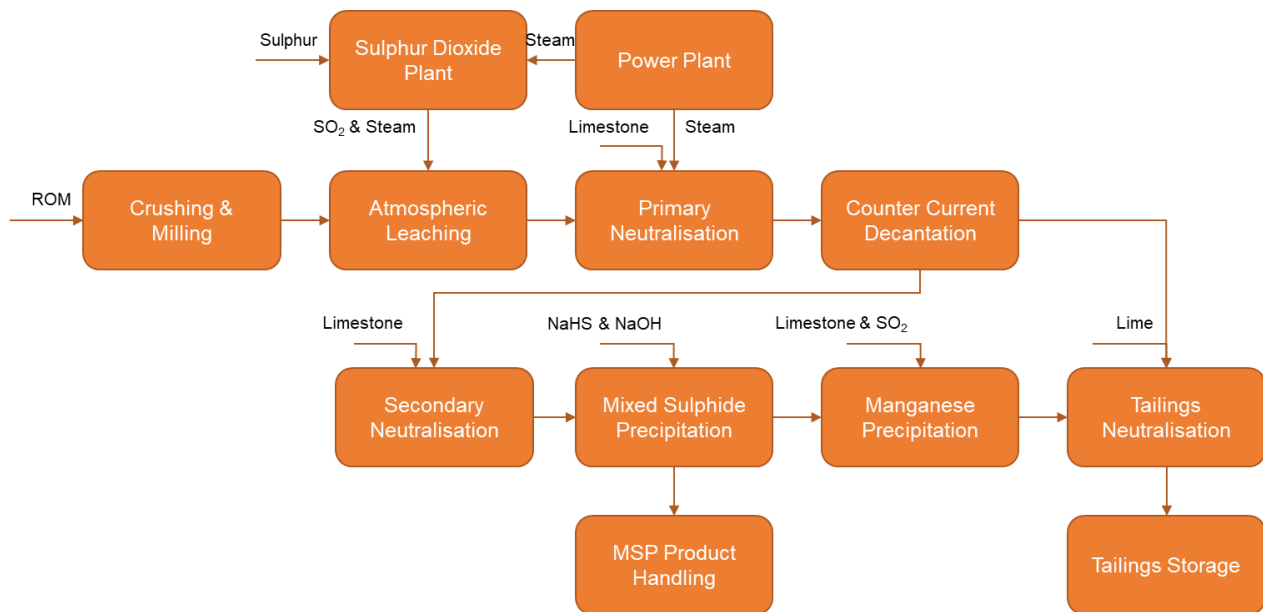 Sulphur
Sulphur Dioxide
Plant
Steam
Power Plant
SO₂ & Steam
Limestone
Steam
ROM
Crushing &
Milling
Atmospheric
Leaching
Primary
Neutralisation
Counter Current
Decantation
Limestone
NaHS & NaOH
Limestone & SO₂
Lime
Secondary
Neutralisation
Mixed Sulphide
Precipitation
Manganese
Precipitation
Tailings
Neutralisation
MSP Product
Handling
Tailings Storage